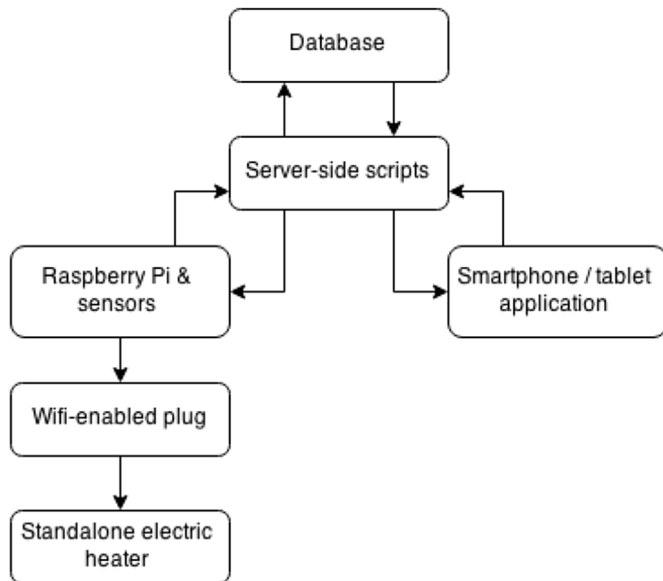 Database
Server-side scripts
Raspberry Pi &
sensors
Smartphone / tablet
application
Wifi-enabled plug
Standalone electric
heater